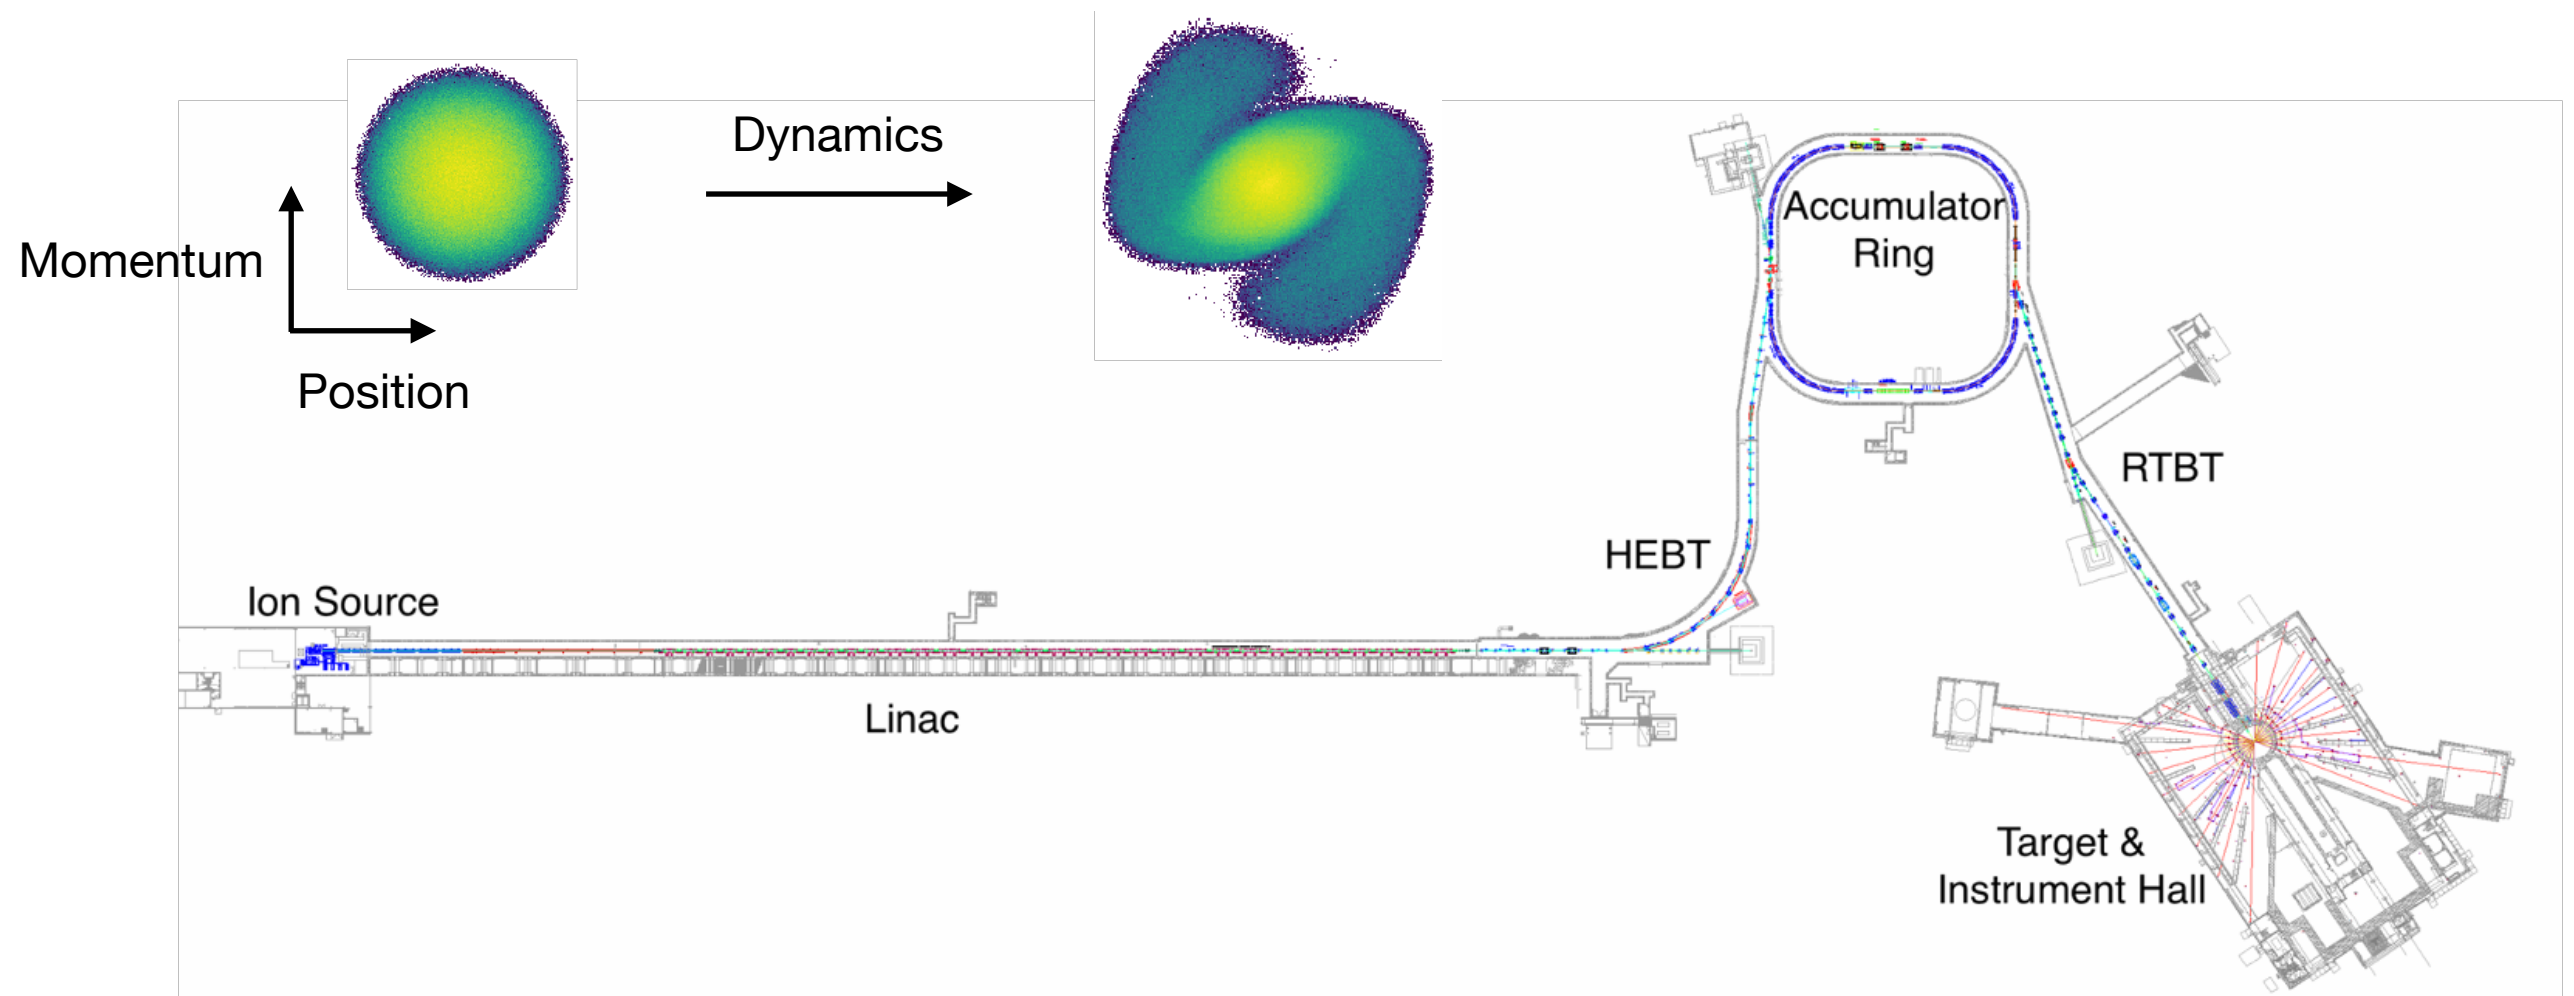 Dynamics
Momentum
Position
Accumulator
Ring
RTBT
HEBT
Ion Source
Linac
Target &
Instrument Hall